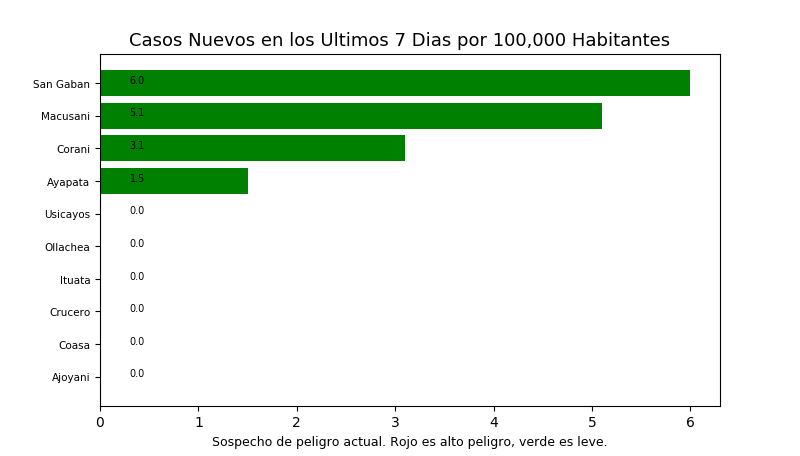 Casos Nuevos en los Ultimos 7 Dias por 100,000 Habitantes
San Gaban 6.0
Macusani 5.1
Corani 3.1
Ayapata 1.5
Usicayos 0.0
Ollachea 0.0
Ituata 0.0
Crucero 0.0
Coasa 0.0
Ajoyani 0.0
0 1 2 3 4 5 6
Sospecho de peligro actual. Rojo es alto peligro, verde es leve.